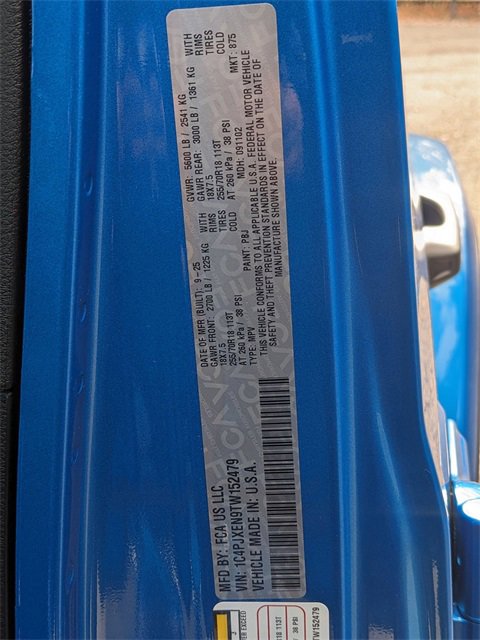 MFD BY: FCA US LLC
DATE OF MFR (BUILT): 9-25
GVWR: 5600 LB / 2541 KG
GAWR FRONT: 2700 LB / 1225 KG WITH
GAWR REAR: 3000 LB / 1361 KG WITH
18X7.5 RIMS
18X7.5 RIMS
255/70R18 113T TIRES
255/70R18 113T TIRES
AT 260 kPa / 38 PSI COLD
AT 260 kPa / 38 PSI COLD
VIN: 1C4PJXEN9TW152479
TYPE: MPV
PAINT: PBJ
MDH: 091102
MKT: 875
VEHICLE MADE IN: U.S.A.
THIS VEHICLE CONFORMS TO ALL APPLICABLE U.S.A. FEDERAL MOTOR VEHICLE
SAFETY AND THEFT PREVENTION STANDARDS IN EFFECT ON THE DATE OF
MANUFACTURE SHOWN ABOVE.